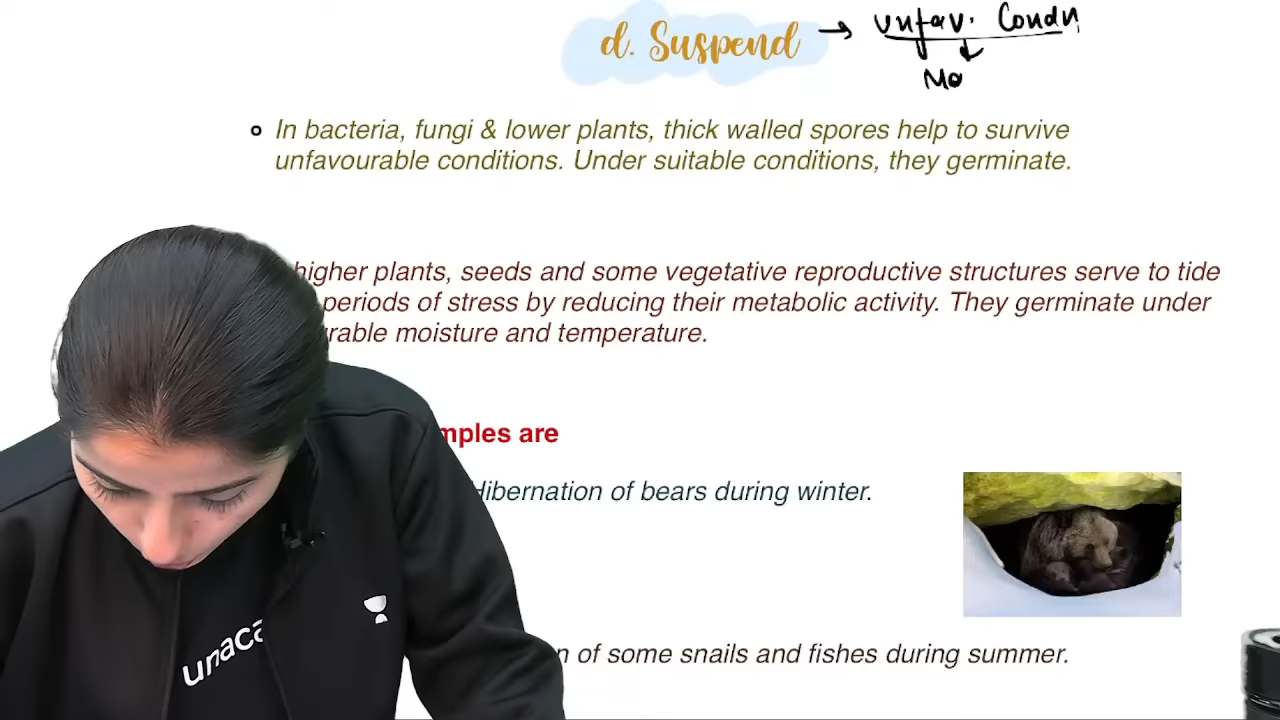 d. Suspend → unfav. Condn
Mo
In bacteria, fungi & lower plants, thick walled spores help to survive
unfavourable conditions. Under suitable conditions, they germinate.
higher plants, seeds and some vegetative reproductive structures serve to tide
periods of stress by reducing their metabolic activity. They germinate under
rable moisture and temperature.
mples are
Hibernation of bears during winter.
unaca
n of some snails and fishes during summer.